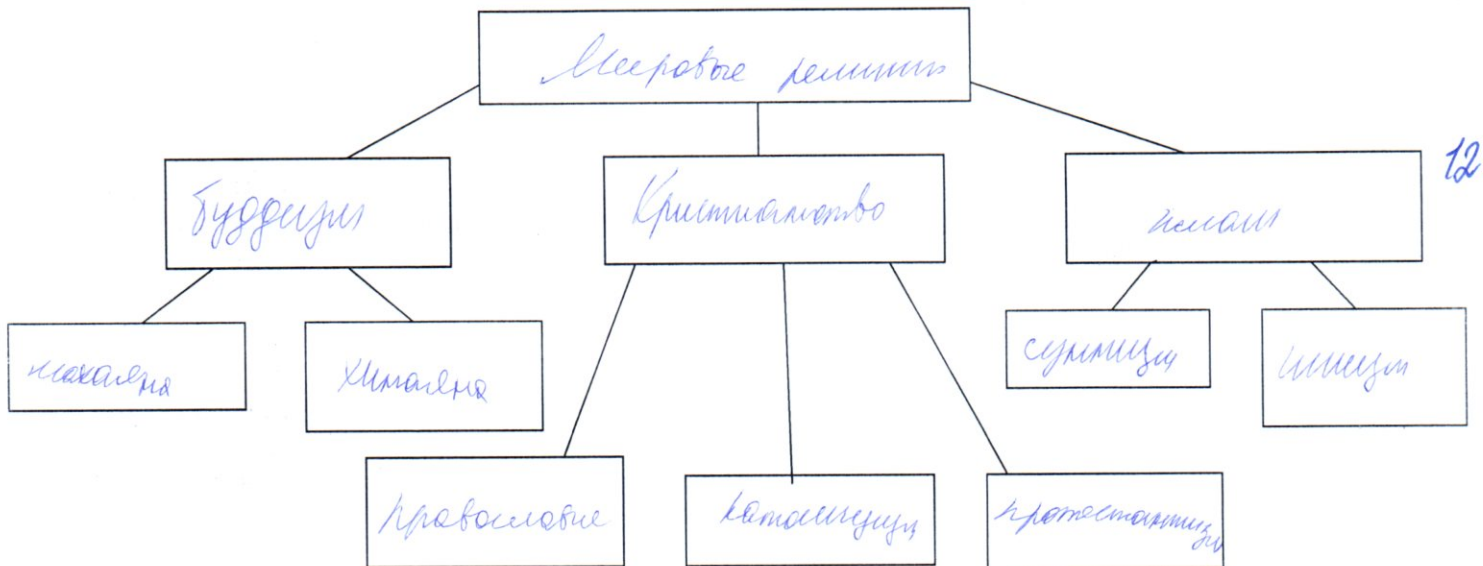 Мировые религии
12
буддизм
Христианство
ислам
махаяна
хинаяна
суннизм
шиизм
православие
католицизм
протестантизм